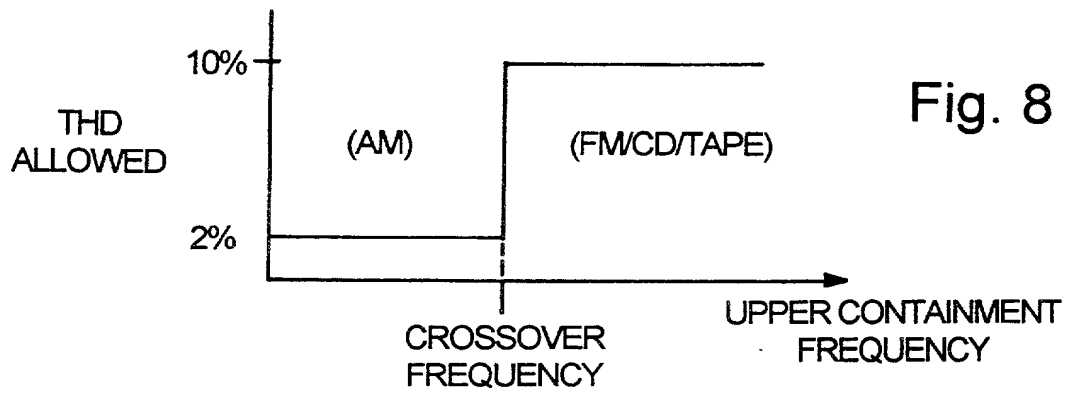 10%
Fig. 8
THD
ALLOWED
(AM)
(FM/CD/TAPE)
2%
CROSSOVER
FREQUENCY
UPPER CONTAINMENT
FREQUENCY